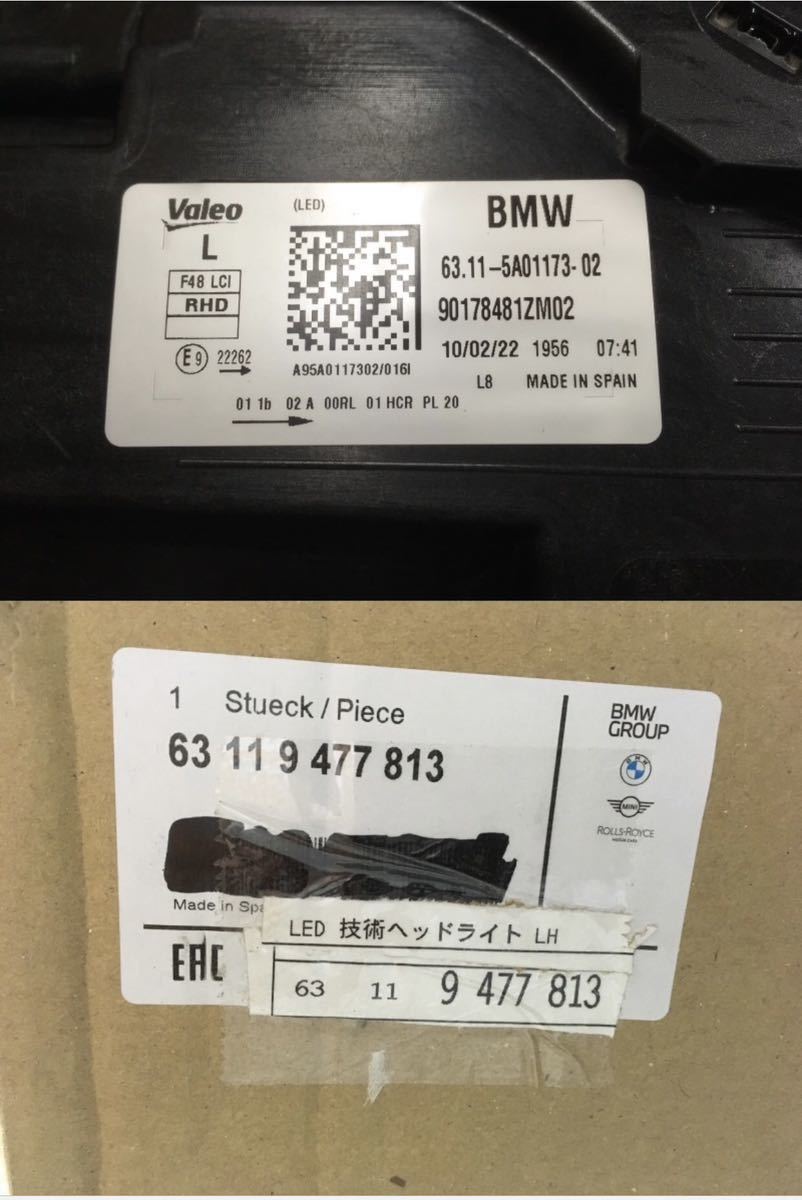 Valeo
(LED)
BMW
L
F48 LCI
RHD
E9 22262
A95A0117302/016I
63.11-5A01173-02
90178481ZM02
10/02/22 1956 07:41
L8 MADE IN SPAIN
01 1b 02 A 00RL 01 HCR PL 20
1 Stueck / Piece
63 11 9 477 813
BMW
GROUP
BMW
MINI
ROLLS-ROYCE
MOTOR CARS
Made in Spa
EAC
LED 技術ヘッドライト LH
63 11 9 477 813